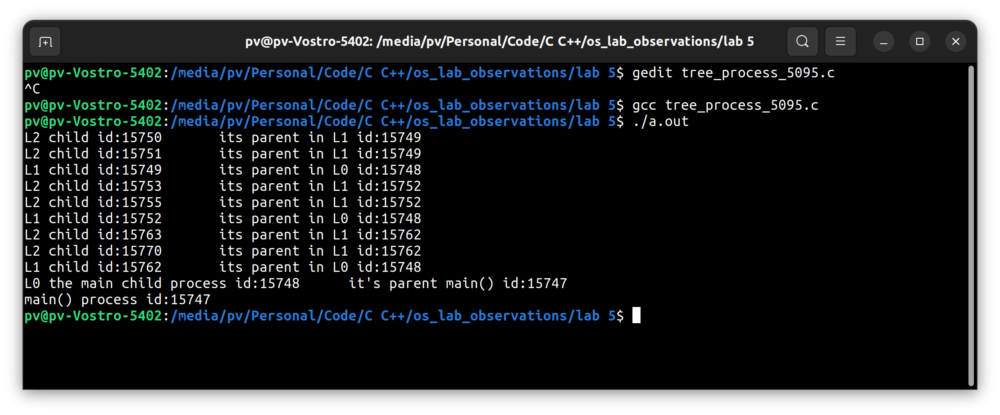 pv@pv-Vostro-5402: /media/pv/Personal/Code/C C++/os_lab_observations/lab 5
pv@pv-Vostro-5402:/media/pv/Personal/Code/C C++/os_lab_observations/lab 5$ gedit tree_process_5095.c
^C
pv@pv-Vostro-5402:/media/pv/Personal/Code/C C++/os_lab_observations/lab 5$ gcc tree_process_5095.c
pv@pv-Vostro-5402:/media/pv/Personal/Code/C C++/os_lab_observations/lab 5$ ./a.out
L2 child id:15750       its parent in L1 id:15749
L2 child id:15751       its parent in L1 id:15749
L1 child id:15749       its parent in L0 id:15748
L2 child id:15753       its parent in L1 id:15752
L2 child id:15755       its parent in L1 id:15752
L1 child id:15752       its parent in L0 id:15748
L2 child id:15763       its parent in L1 id:15762
L2 child id:15770       its parent in L1 id:15762
L1 child id:15762       its parent in L0 id:15748
L0 the main child process id:15748      it's parent main() id:15747
main() process id:15747
pv@pv-Vostro-5402:/media/pv/Personal/Code/C C++/os_lab_observations/lab 5$